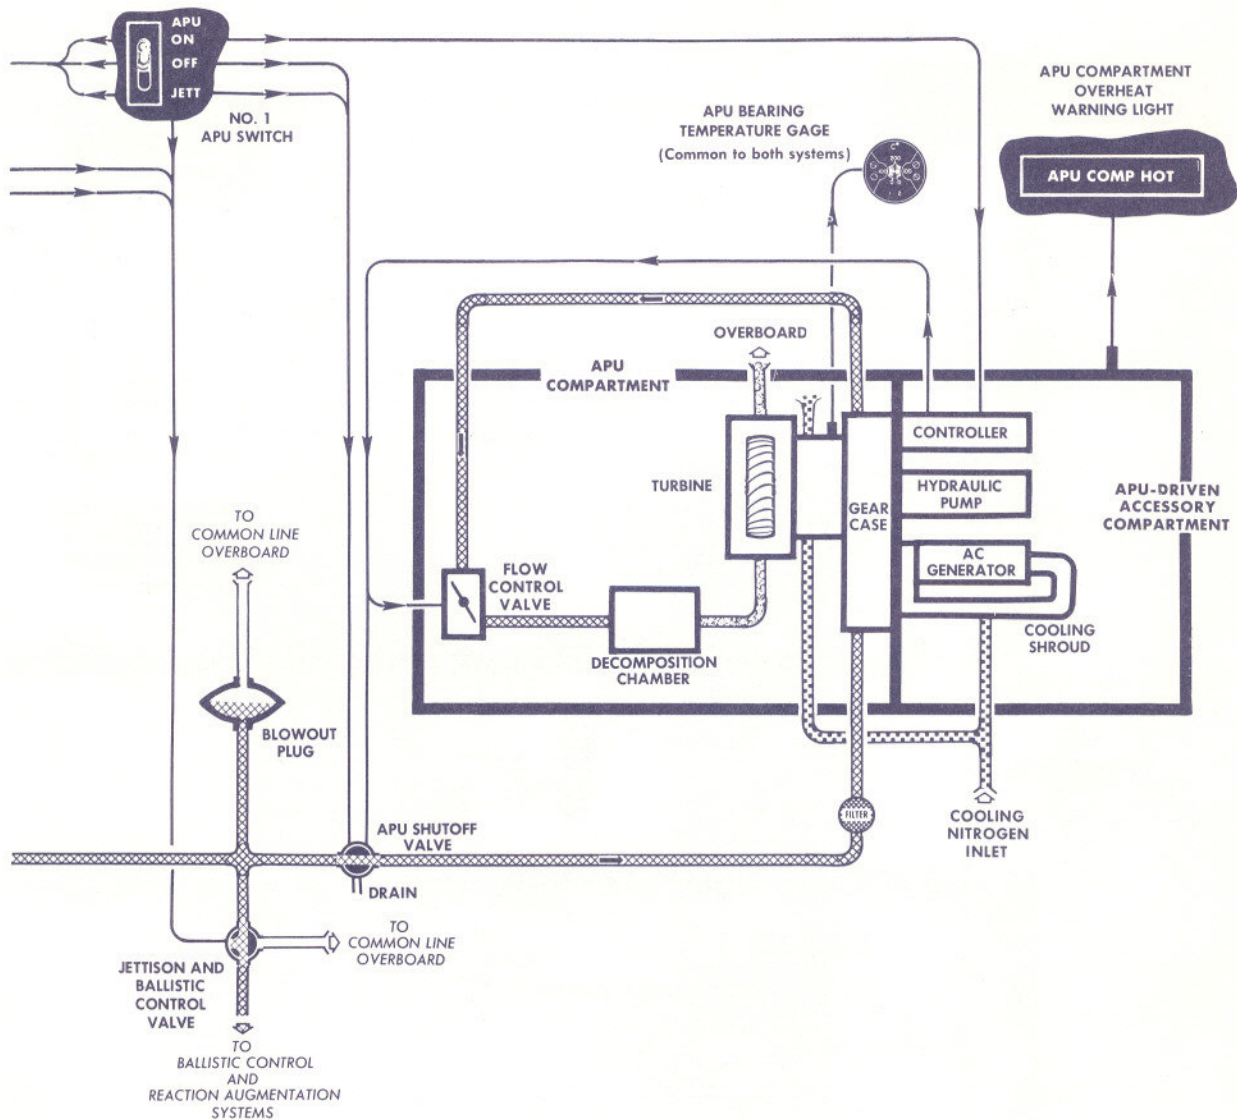 APU
ON
OFF
JETT
NO. 1
APU SWITCH
APU BEARING
TEMPERATURE GAGE
(Common to both systems)
APU COMPARTMENT
OVERHEAT
WARNING LIGHT
APU COMP HOT
OVERBOARD
APU
COMPARTMENT
CONTROLLER
HYDRAULIC
PUMP
TURBINE
GEAR
CASE
APU-DRIVEN
ACCESSORY
COMPARTMENT
AC
GENERATOR
TO
COMMON LINE
OVERBOARD
FLOW
CONTROL
VALVE
COOLING
SHROUD
DECOMPOSITION
CHAMBER
BLOWOUT
PLUG
APU SHUTOFF
VALVE
FILTER
COOLING
NITROGEN
INLET
DRAIN
TO
COMMON LINE
OVERBOARD
JETTISON AND
BALLISTIC
CONTROL
VALVE
TO
BALLISTIC CONTROL
AND
REACTION AUGMENTATION
SYSTEMS